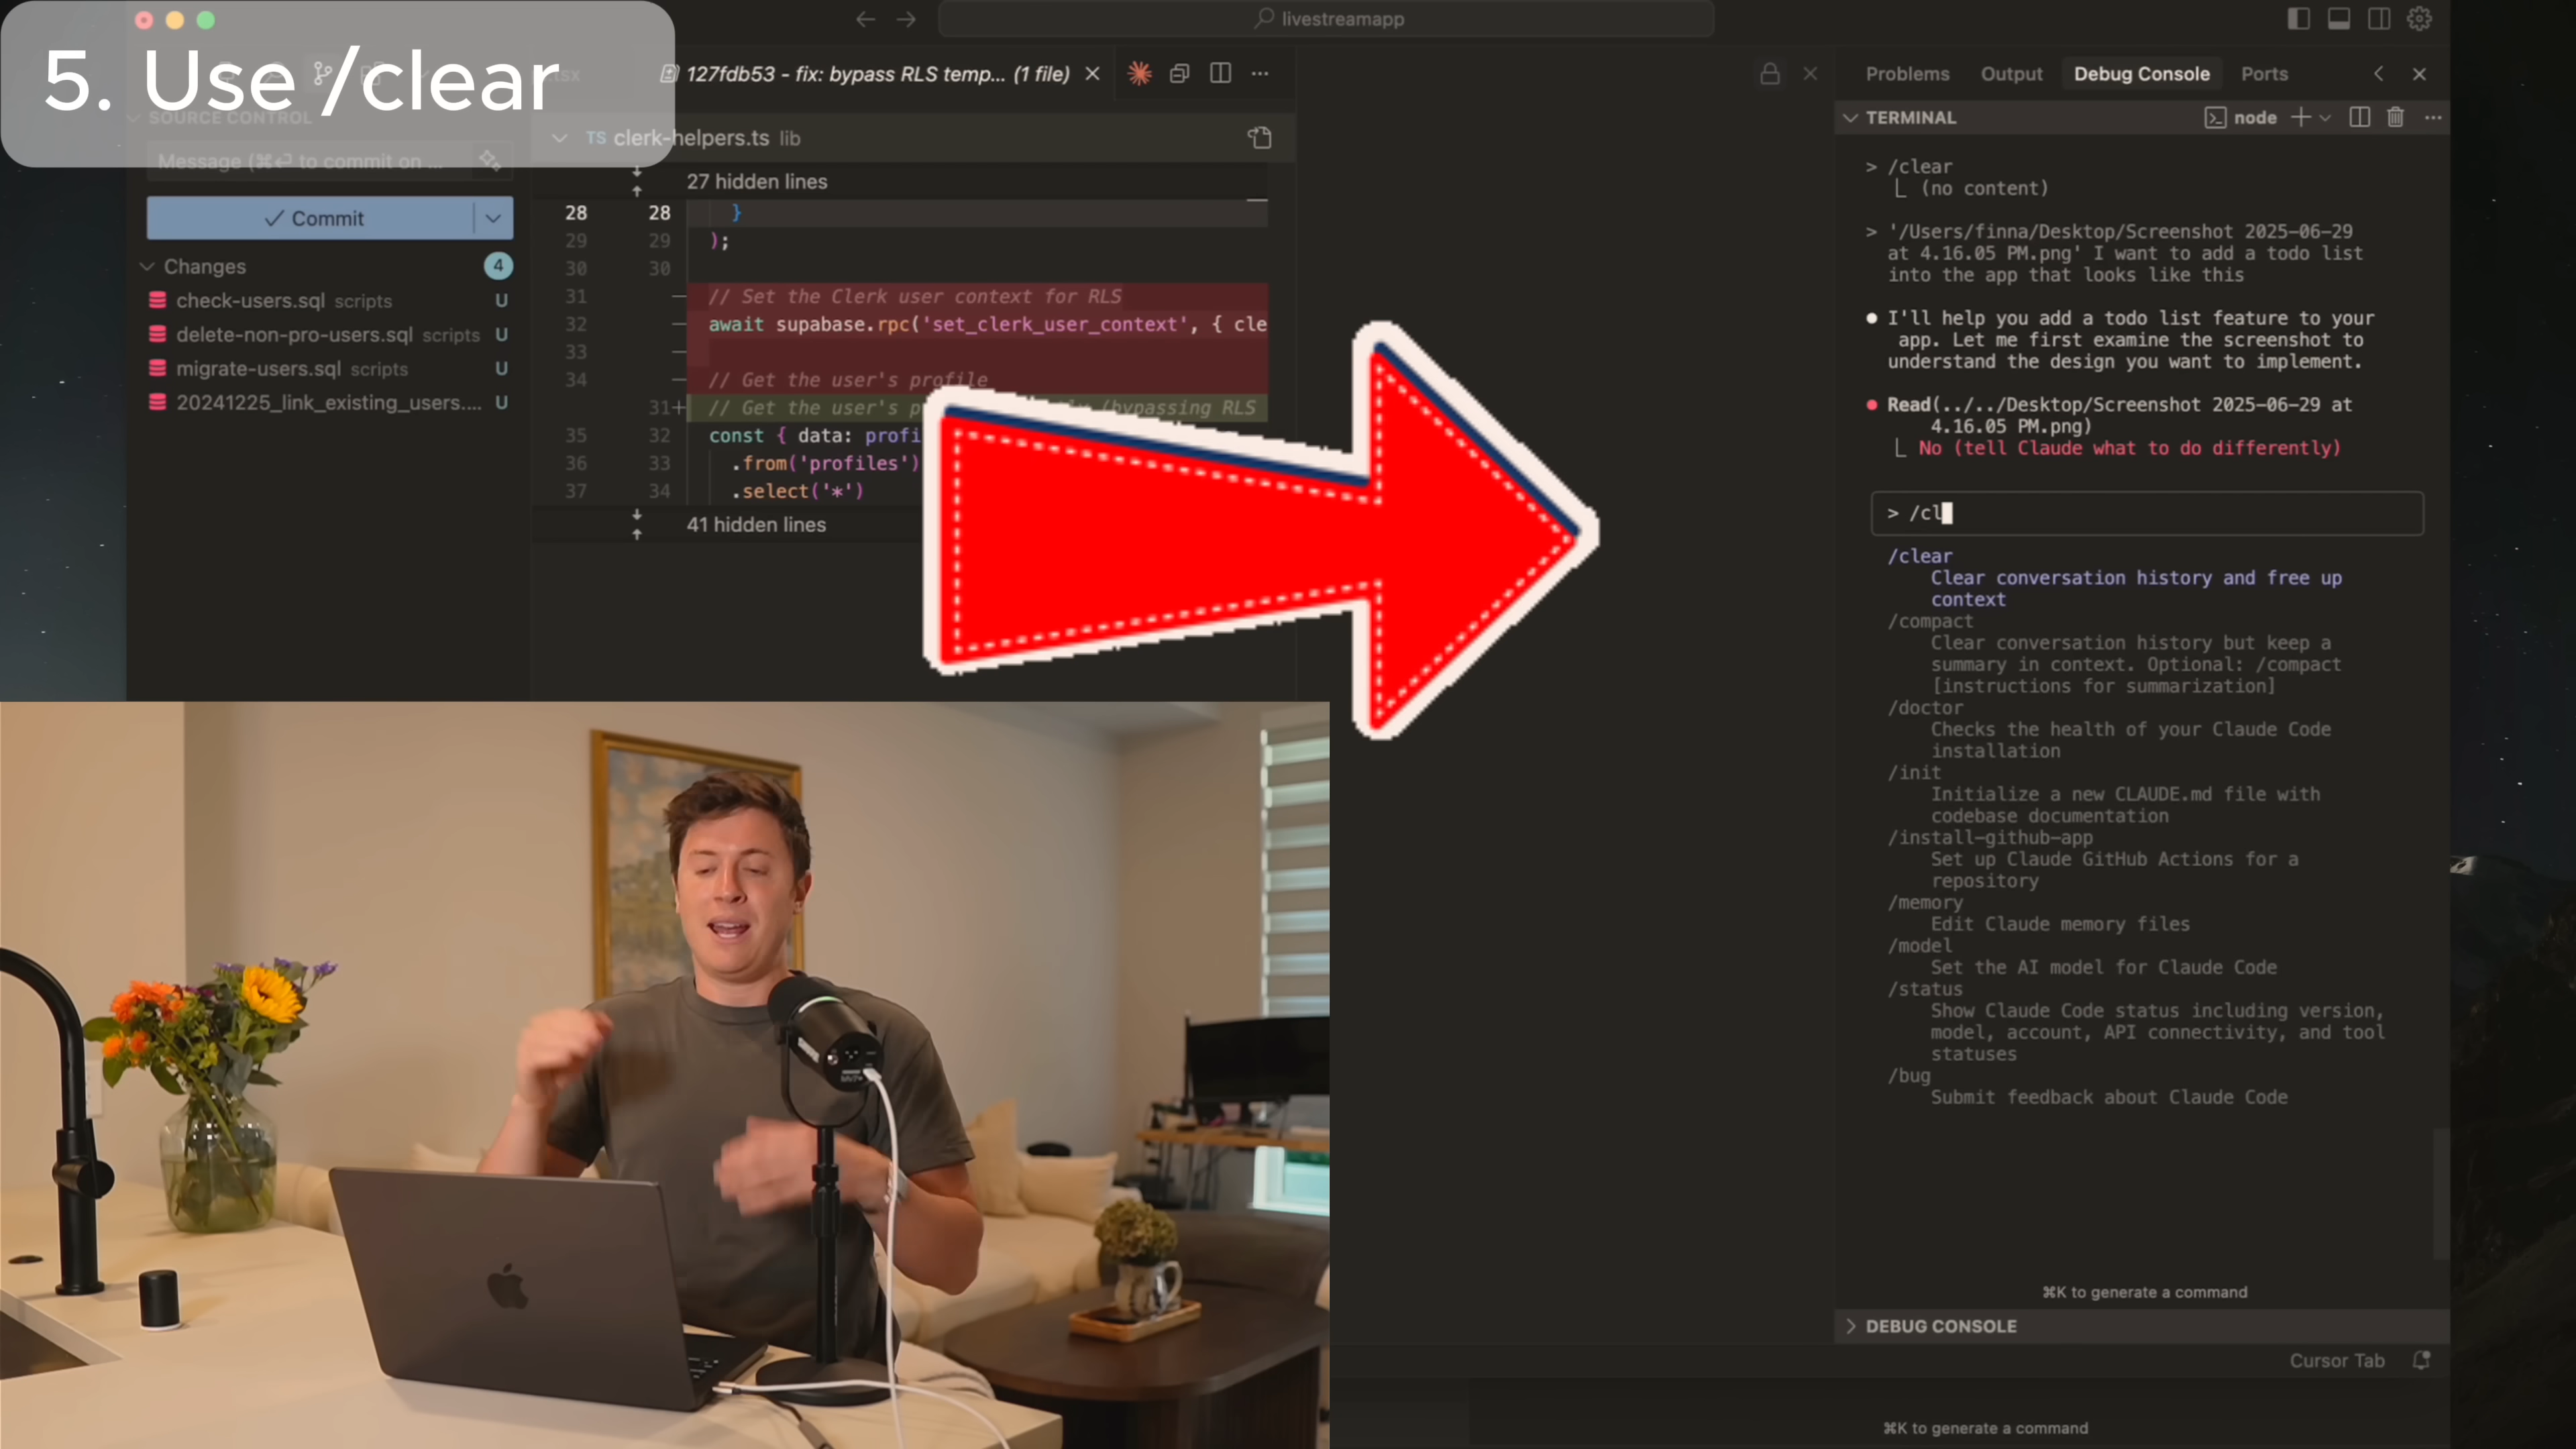 5. Use /clear
livestreamapp
127fdb53 - fix: bypass RLS temp... (1 file)
SOURCE CONTROL
Message (⌘⏎ to commit on ...
Commit
Changes
4
check-users.sql scripts U
delete-non-pro-users.sql scripts U
migrate-users.sql scripts U
20241225_link_existing_users.... U
TS clerk-helpers.ts lib
27 hidden lines
28 28 }
29 29 );
30 30
31 // Set the Clerk user context for RLS
32 await supabase.rpc('set_clerk_user_context', { cle
33
34 // Get the user's profile
31+ // Get the user's (bypassing RLS
35 32 const { data: profi
36 33 .from('profiles')
37 34 .select('*')
41 hidden lines
Problems Output Debug Console Ports
TERMINAL
node
> /clear
⎣ (no content)
> '/Users/finna/Desktop/Screenshot 2025-06-29
at 4.16.05 PM.png' I want to add a todo list
into the app that looks like this
● I'll help you add a todo list feature to your
app. Let me first examine the screenshot to
understand the design you want to implement.
● Read(../../Desktop/Screenshot 2025-06-29 at
4.16.05 PM.png)
⎣ No (tell Claude what to do differently)
> /cl
/clear
Clear conversation history and free up
context
/compact
Clear conversation history but keep a
summary in context. Optional: /compact
[instructions for summarization]
/doctor
Checks the health of your Claude Code
installation
/init
Initialize a new CLAUDE.md file with
codebase documentation
/install-github-app
Set up Claude GitHub Actions for a
repository
/memory
Edit Claude memory files
/model
Set the AI model for Claude Code
/status
Show Claude Code status including version,
model, account, API connectivity, and tool
statuses
/bug
Submit feedback about Claude Code
⌘K to generate a command
DEBUG CONSOLE
Cursor Tab
⌘K to generate a command